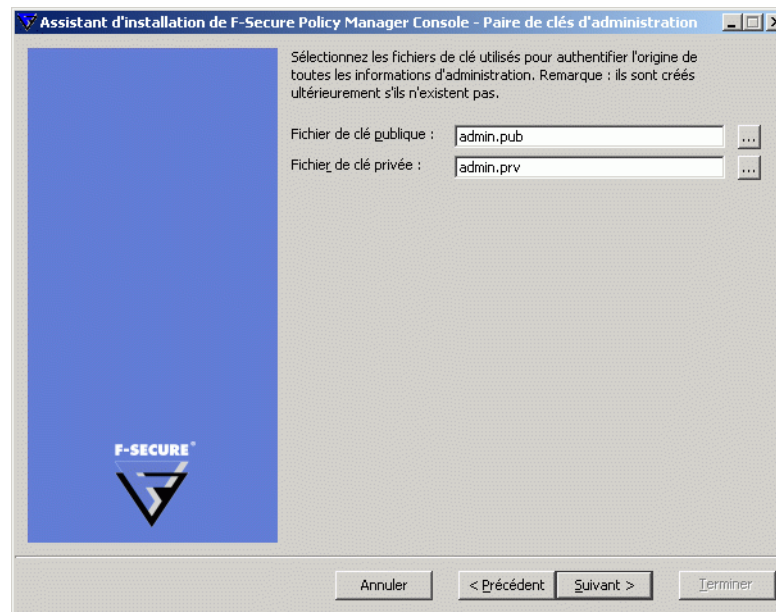 Assistant d'installation de F-Secure Policy Manager Console - Paire de clés d'administration
Sélectionnez les fichiers de clé utilisés pour authentifier l'origine de
toutes les informations d'administration. Remarque : ils sont créés
ultérieurement s'ils n'existent pas.
Fichier de clé publique :
admin.pub
...
Fichier de clé privée :
admin.prv
...
F-SECURE®
Annuler
< Précédent
Suivant >
Terminer